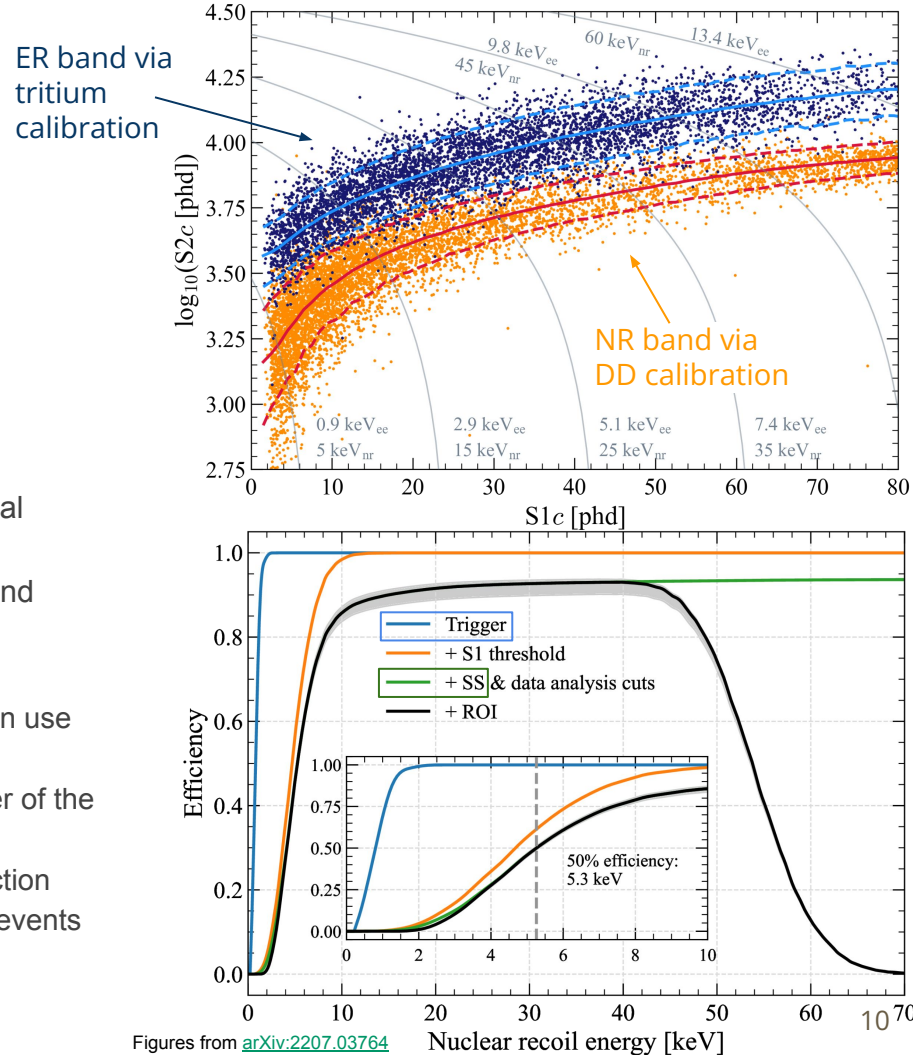 4.50
4.25
4.00
3.75
3.50
3.25
3.00
2.75
log₁₀(S2c [phd])
ER band via
tritium
calibration
9.8 keVₑₑ
45 keVₙᵣ
60 keVₙᵣ
13.4 keVₑₑ
NR band via
DD calibration
0.9 keVₑₑ
5 keVₙᵣ
2.9 keVₑₑ
15 keVₙᵣ
5.1 keVₑₑ
25 keVₙᵣ
7.4 keVₑₑ
35 keVₙᵣ
0 10 20 30 40 50 60 70 80
S1c [phd]
al
nd
n use
er of the
ction
events
1.0
0.8
0.6
0.4
0.2
0.0
Efficiency
Trigger
+ S1 threshold
+ SS & data analysis cuts
+ ROI
1.00
0.75
0.50
0.25
0.00
50% efficiency:
5.3 keV
0 2 4 6 8 10
0 10 20 30 40 50 60 70
Nuclear recoil energy [keV]
10
Figures from arXiv:2207.03764